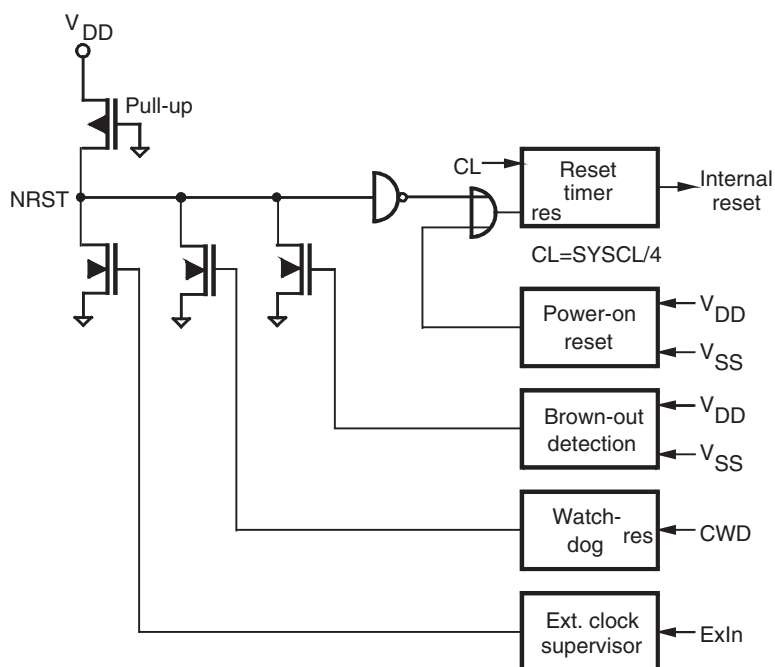 VDD
Pull-up
NRST
CL
Reset
timer
res
Internal
reset
CL=SYSCL/4
Power-on
reset
VDD
VSS
Brown-out
detection
VDD
VSS
Watch-
dog
res
CWD
Ext. clock
supervisor
ExIn